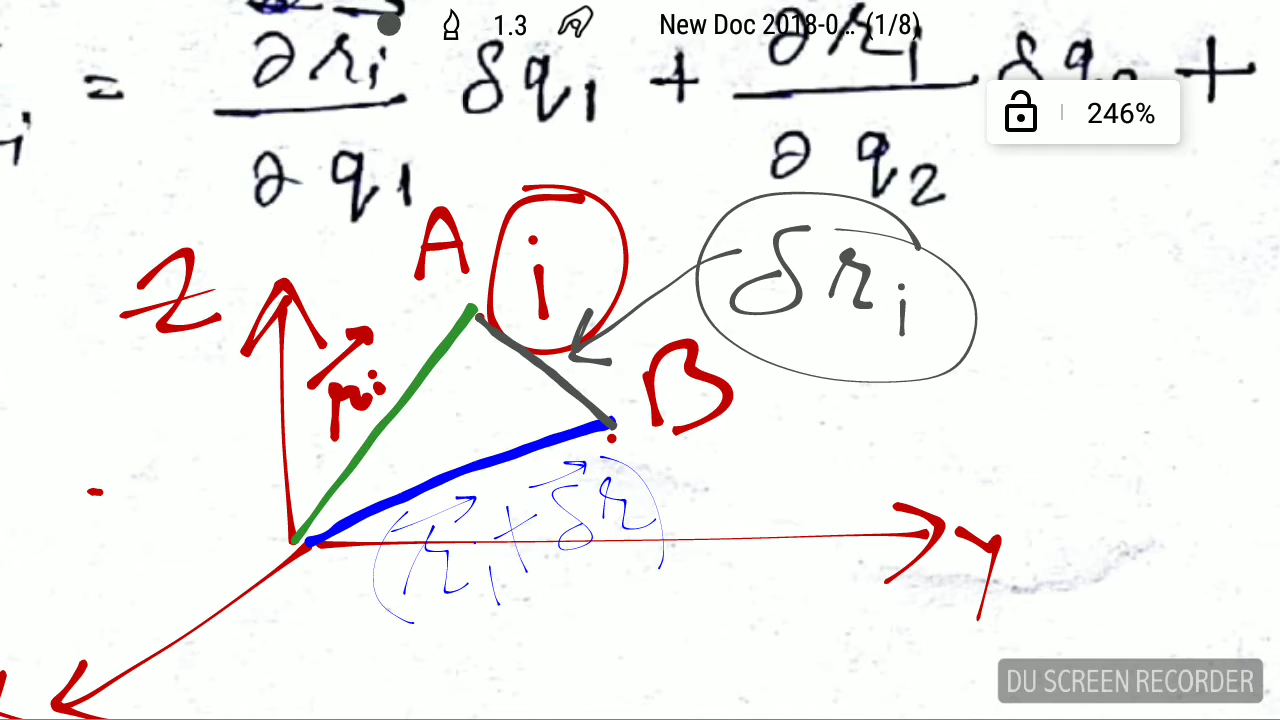 1.3 New Doc 2018-0... (1/8)
= ∂ri/∂q1 δq1 + ∂ri/∂q2 δq2 +
246%
A i δri
Z
ri
B
(ri + δr)
Y
DU SCREEN RECORDER